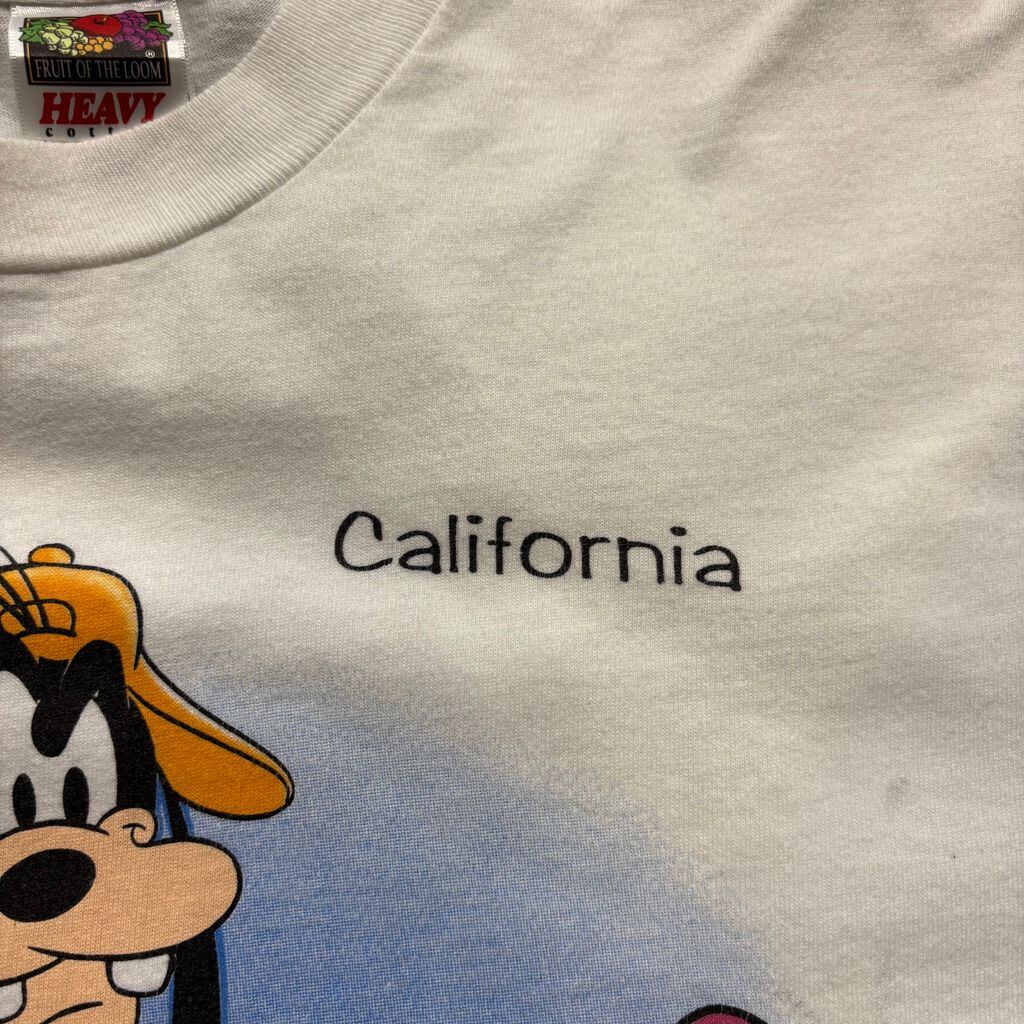 FRUIT OF THE LOOM
®
HEAVY
California